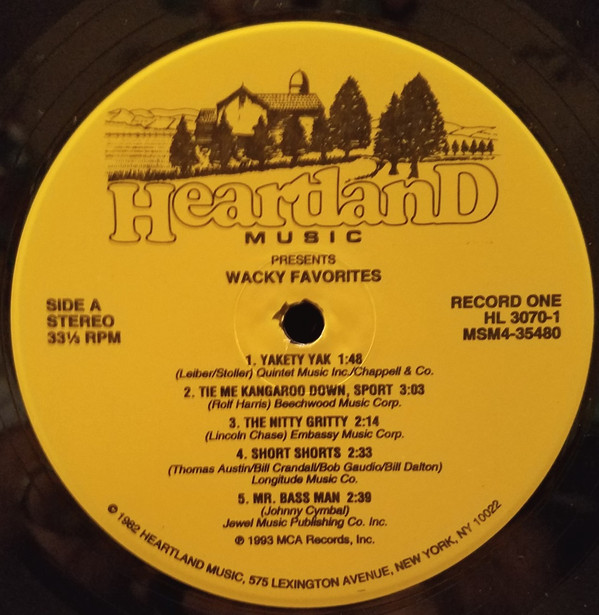 HeartlanD
MUSIC
PRESENTS
WACKY FAVORITES
SIDE A
STEREO
33⅓ RPM
RECORD ONE
HL 3070-1
MSM4-35480
1. YAKETY YAK 1:48
(Leiber/Stoller) Quintet Music Inc./Chappell & Co.
2. TIE ME KANGAROO DOWN, SPORT 3:03
(Rolf Harris) Beechwood Music Corp.
3. THE NITTY GRITTY 2:14
(Lincoln Chase) Embassy Music Corp.
4. SHORT SHORTS 2:33
(Thomas Austin/Bill Crandall/Bob Gaudio/Bill Dalton)
Longitude Music Co.
5. MR. BASS MAN 2:39
(Johnny Cymbal)
Jewel Music Publishing Co. Inc.
℗ 1993 MCA Records, Inc.
© 1982 HEARTLAND MUSIC, 575 LEXINGTON AVENUE, NEW YORK, NY 10022